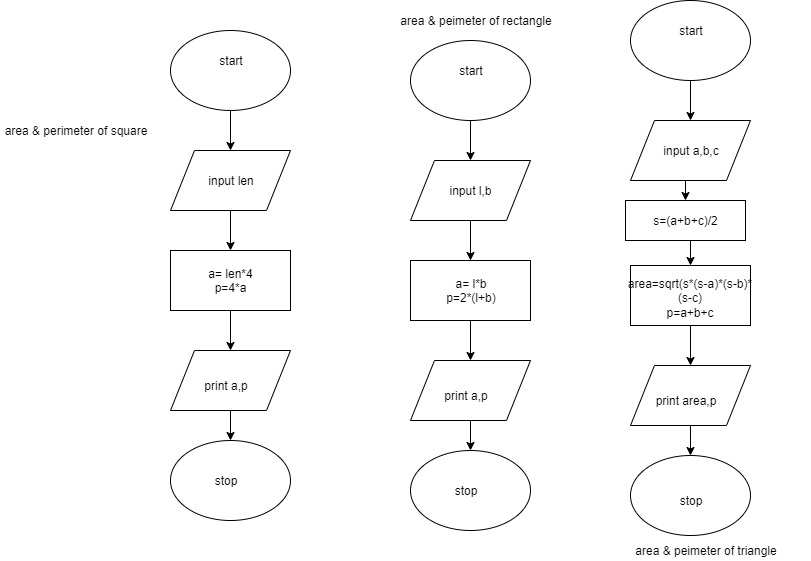 area & perimeter of square
start
input len
a= len*4
p=4*a
print a,p
stop
area & peimeter of rectangle
start
input l,b
a= l*b
p=2*(l+b)
print a,p
stop
start
input a,b,c
s=(a+b+c)/2
area=sqrt(s*(s-a)*(s-b)*
(s-c)
p=a+b+c
print area,p
stop
area & peimeter of triangle